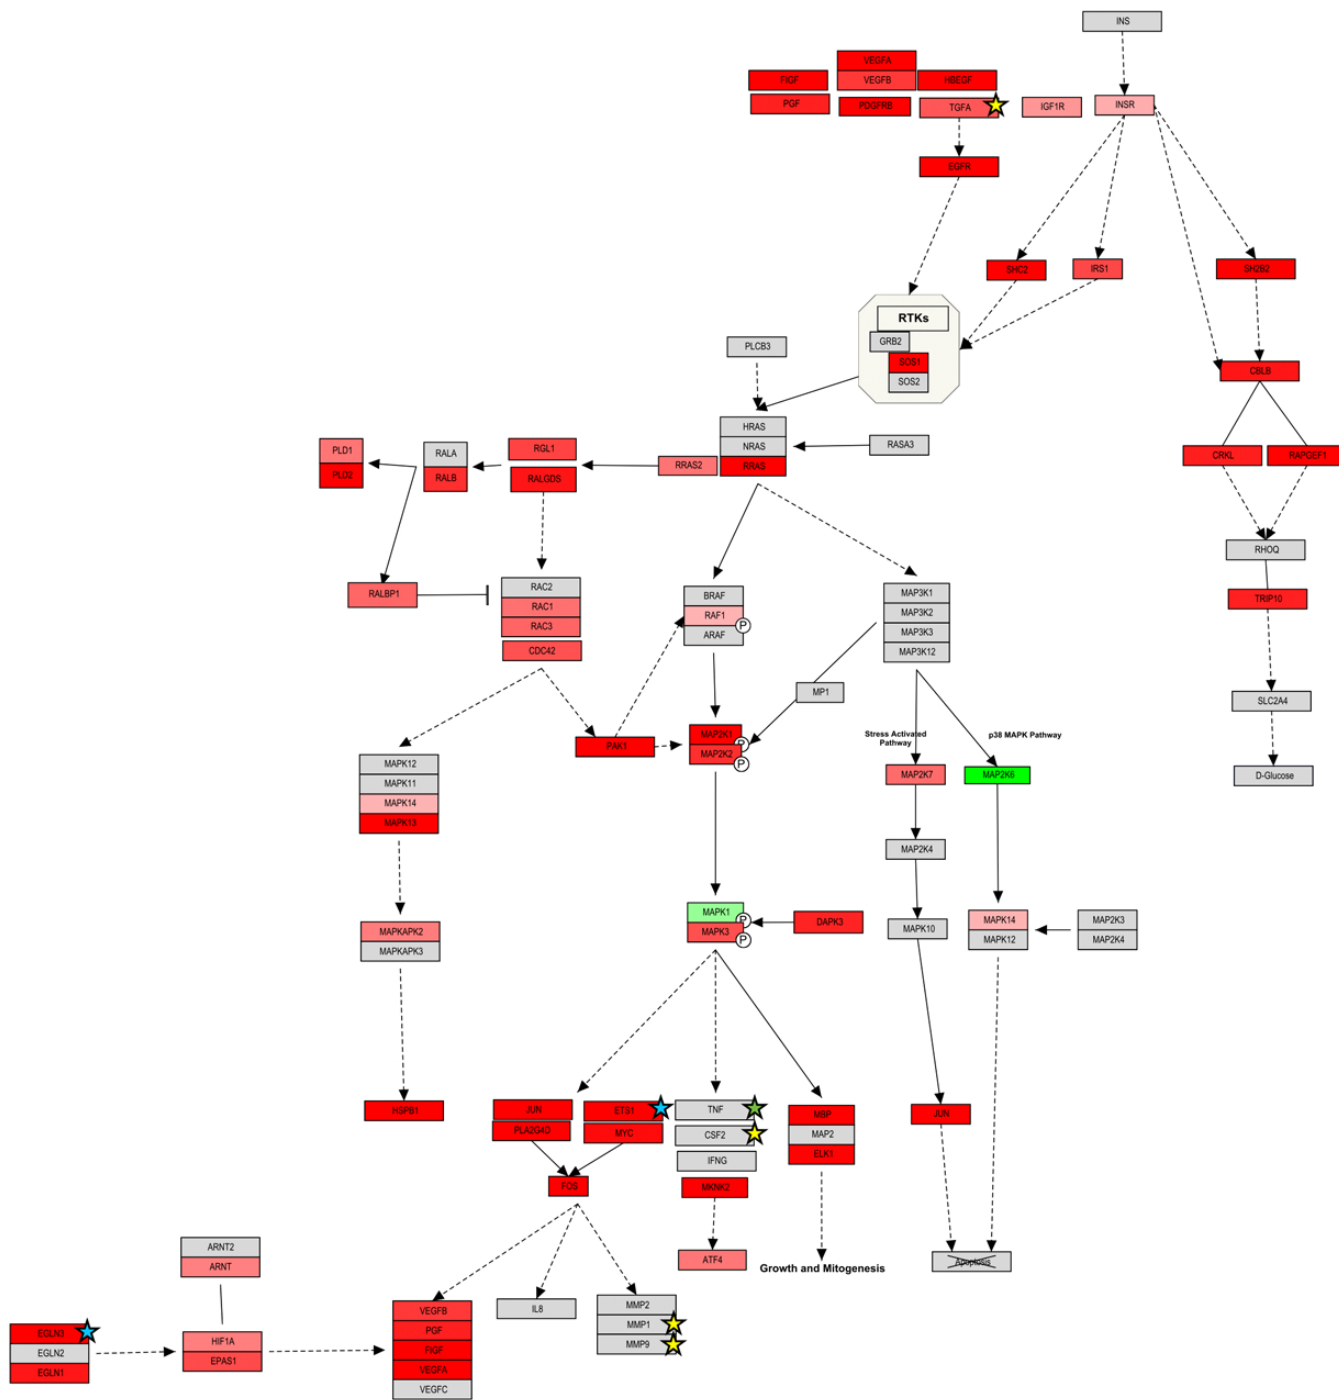 INS
VEGFA
FIGF
VEGFB
HBEGF
PGF
PDGFRB
TGFA
IGF1R
INSR
EGFR
SHC2
IRS1
SH2B2
RTKs
GRB2
PLCB3
SOS1
SOS2
CBLB
HRAS
NRAS
RASA3
RRAS
RRAS2
RGL1
RALGDS
RALA
RALB
PLD1
PLD2
CRKL
RAPGEF1
RHOQ
RALBP1
RAC2
RAC1
RAC3
CDC42
BRAF
RAF1
P
ARAF
MAP3K1
MAP3K2
MAP3K3
MAP3K12
TRIP10
MP1
SLC2A4
PAK1
MAP2K1
P
MAP2K2
P
Stress Activated
Pathway
p38 MAPK Pathway
MAPK12
MAPK11
MAPK14
MAPK13
MAP2K7
MAP2K6
D-Glucose
MAP2K4
MAPK1
P
MAPK3
P
DAPK3
MAPK10
MAPK14
MAPK12
MAP2K3
MAP2K4
MAPKAPK2
MAPKAPK3
HSPB1
JUN
PLA2G4D
ETS1
MYC
TNF
CSF2
IFNG
MKNK2
MBP
MAP2
ELK1
JUN
FOS
ATF4
Growth and Mitogenesis
Apoptosis
ARNT2
ARNT
EGLN3
EGLN2
EGLN1
HIF1A
EPAS1
VEGFB
PGF
FIGF
VEGFA
VEGFC
IL8
MMP2
MMP1
MMP9